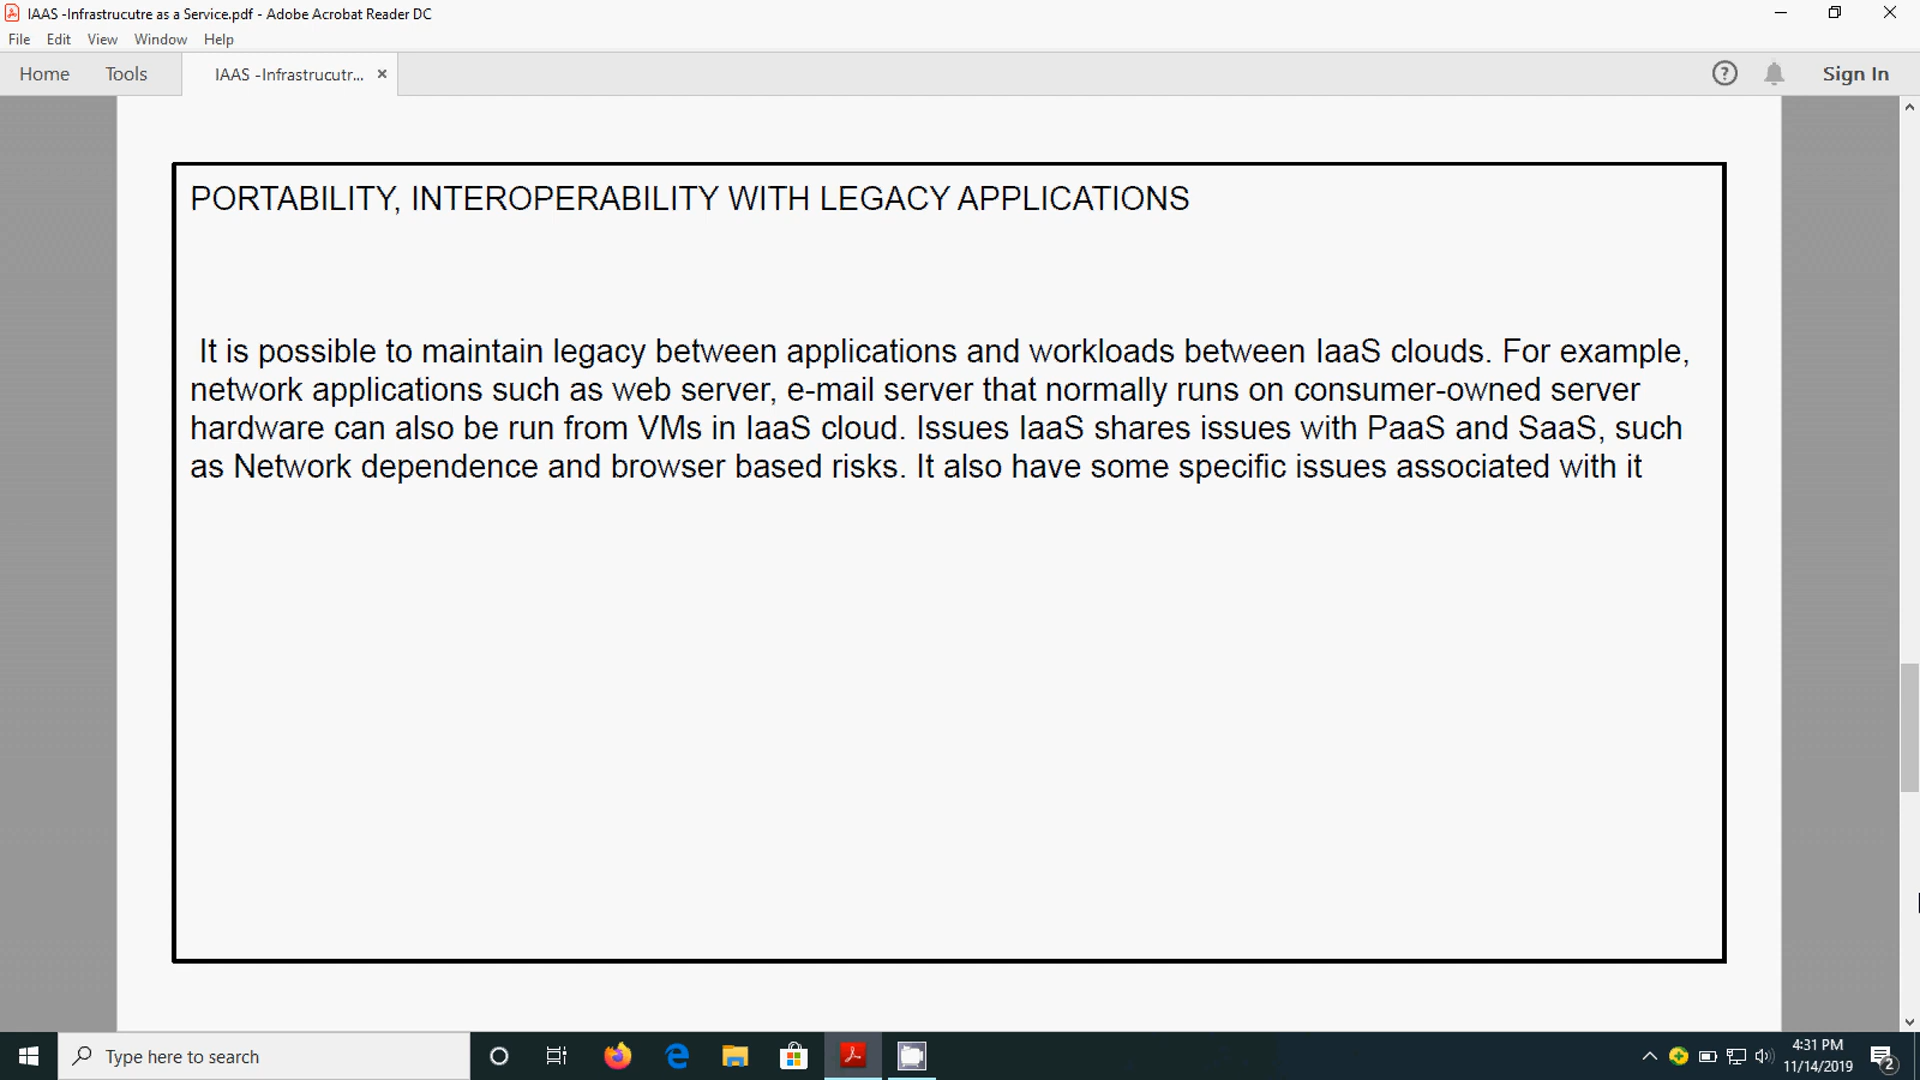 IAAS -Infrastrucutre as a Service.pdf - Adobe Acrobat Reader DC
File Edit View Window Help
Home Tools IAAS -Infrastrucutr... × ? Sign In
PORTABILITY, INTEROPERABILITY WITH LEGACY APPLICATIONS
It is possible to maintain legacy between applications and workloads between IaaS clouds. For example,
network applications such as web server, e-mail server that normally runs on consumer-owned server
hardware can also be run from VMs in IaaS cloud. Issues IaaS shares issues with PaaS and SaaS, such
as Network dependence and browser based risks. It also have some specific issues associated with it
Type here to search
4:31 PM
11/14/2019
2